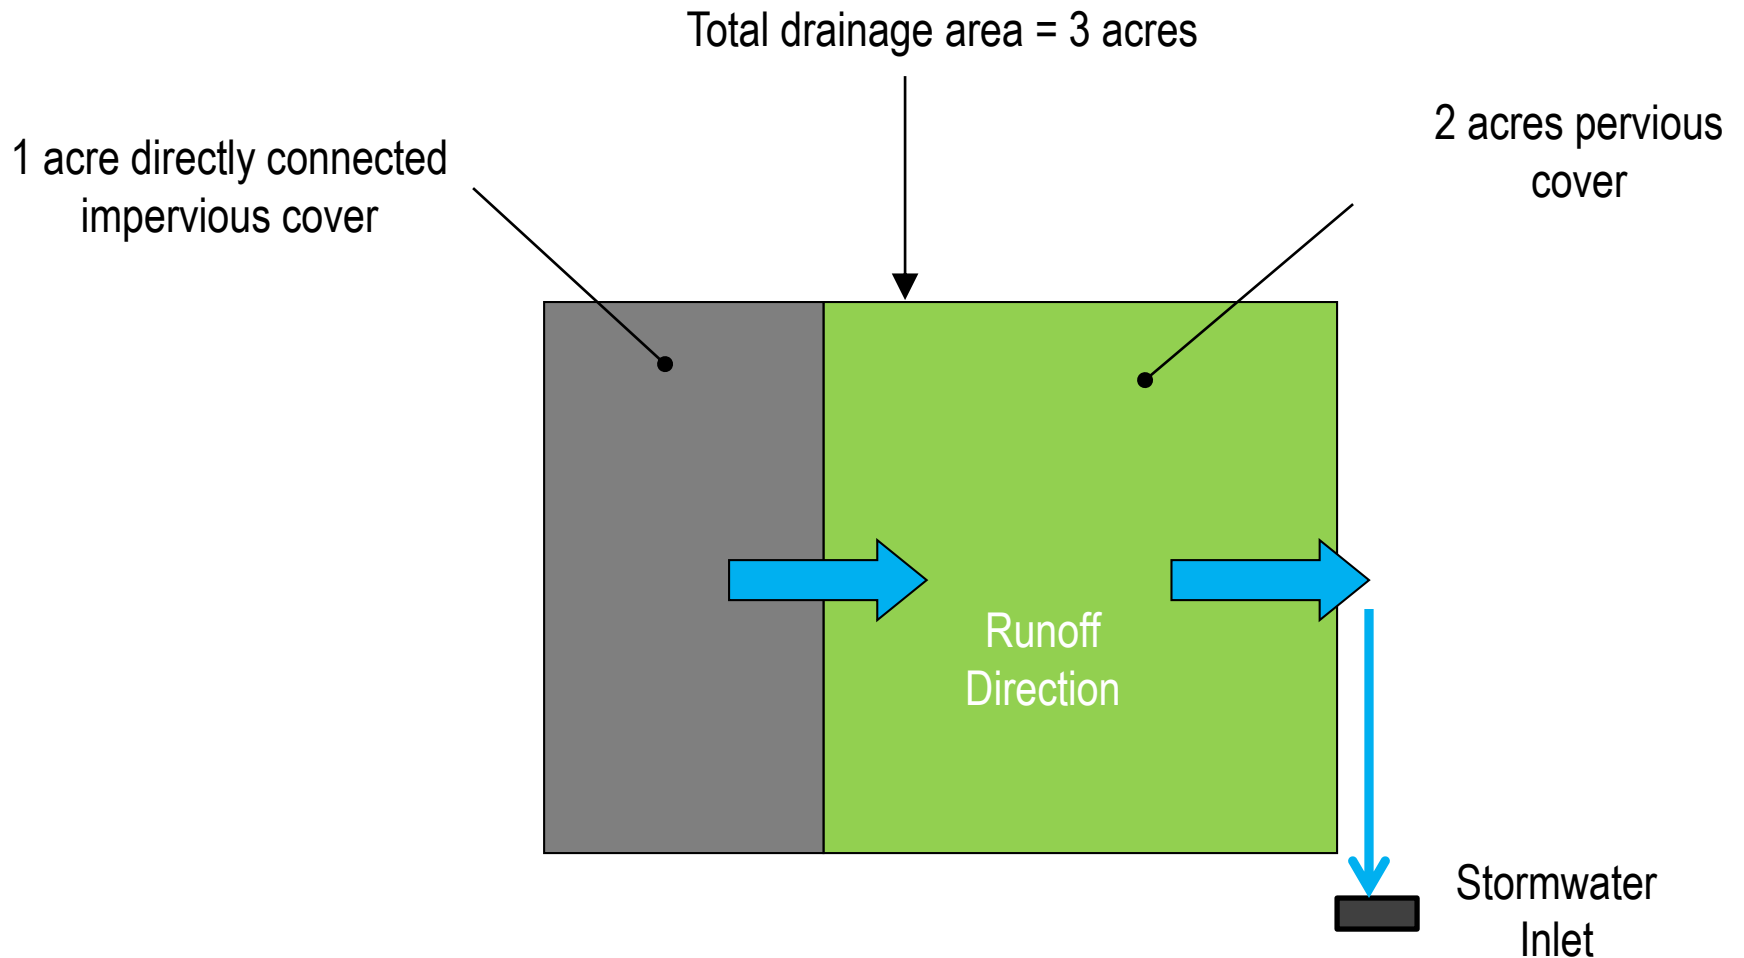 Total drainage area = 3 acres
1 acre directly connected
impervious cover
2 acres pervious
cover
Runoff
Direction
Stormwater
Inlet